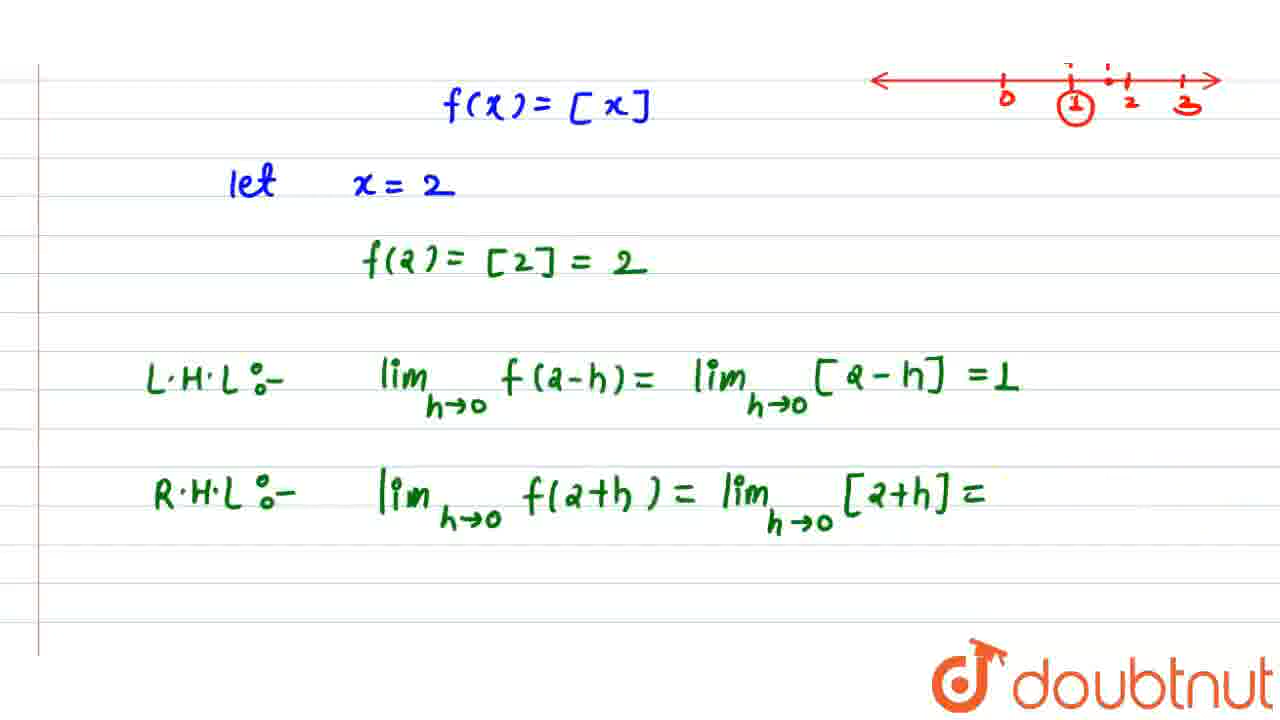 0 1 2 3
f(x) = [x]
let x = 2
f(2) = [2] = 2
L.H.L :- lim h→0 f(2-h) = lim h→0 [2-h] = 1
R.H.L :- lim h→0 f(2+h) = lim h→0 [2+h] =
doubtnut